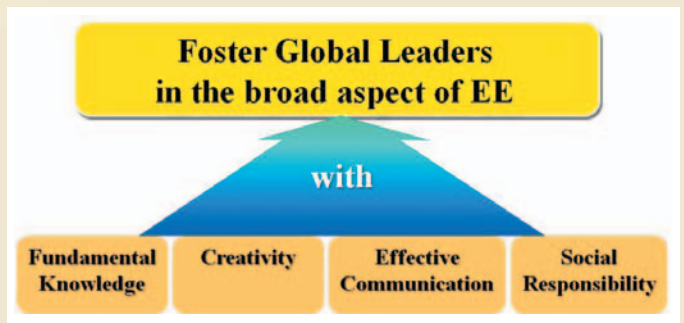 Foster Global Leaders
in the broad aspect of EE
with
Fundamental
Knowledge
Creativity
Effective
Communication
Social
Responsibility